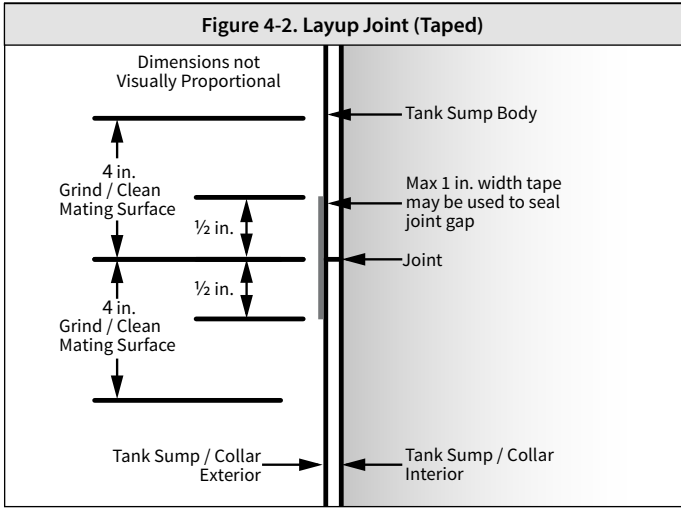 Figure 4-2. Layup Joint (Taped)
Dimensions not
Visually Proportional
Tank Sump Body
4 in.
Grind / Clean
Mating Surface
Max 1 in. width tape
may be used to seal
joint gap
½ in.
Joint
½ in.
4 in.
Grind / Clean
Mating Surface
Tank Sump / Collar
Exterior
Tank Sump / Collar
Interior